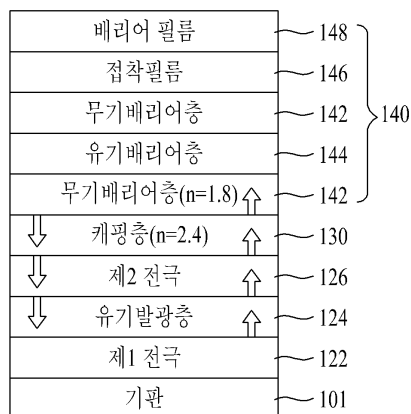 배리어 필름 148
접착필름 146
무기배리어층 142
유기배리어층 144
무기배리어층(n=1.8) 142
140
캐핑층(n=2.4) 130
제2 전극 126
유기발광층 124
제1 전극 122
기판 101